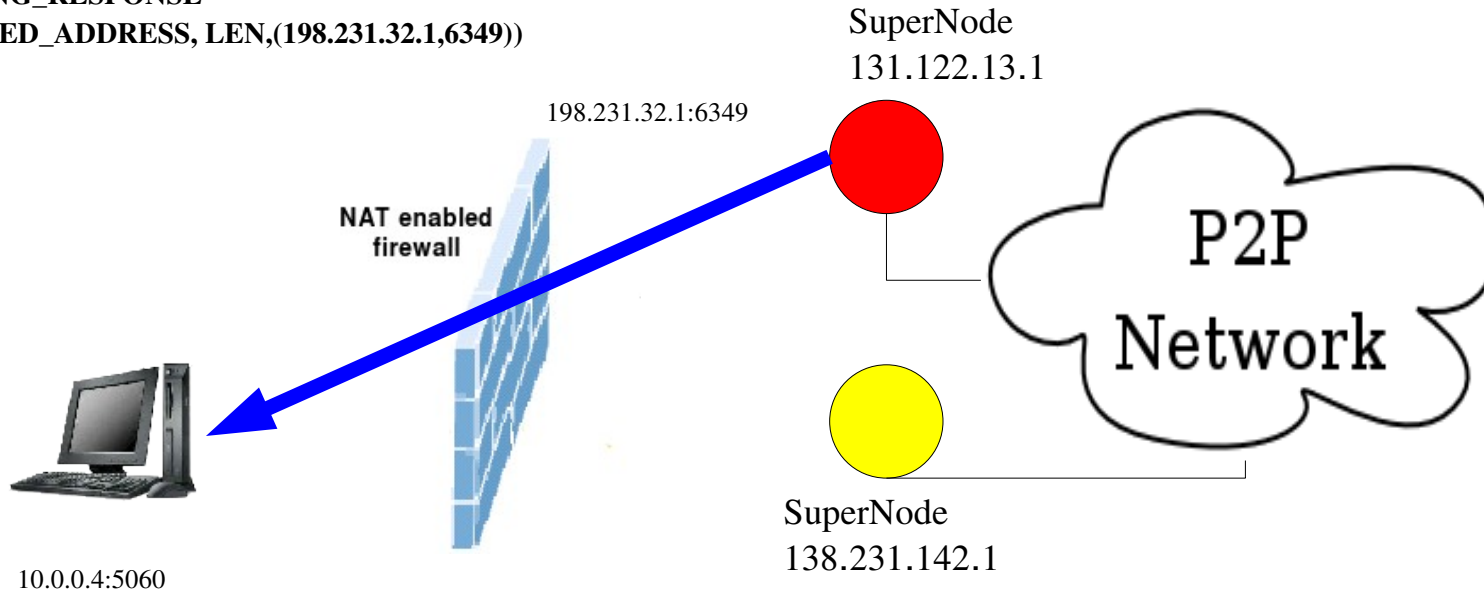 ED_ADDRESS, LEN,(198.231.32.1,6349))
SuperNode
131.122.13.1
198.231.32.1:6349
NAT enabled
firewall
P2P
Network
SuperNode
138.231.142.1
10.0.0.4:5060